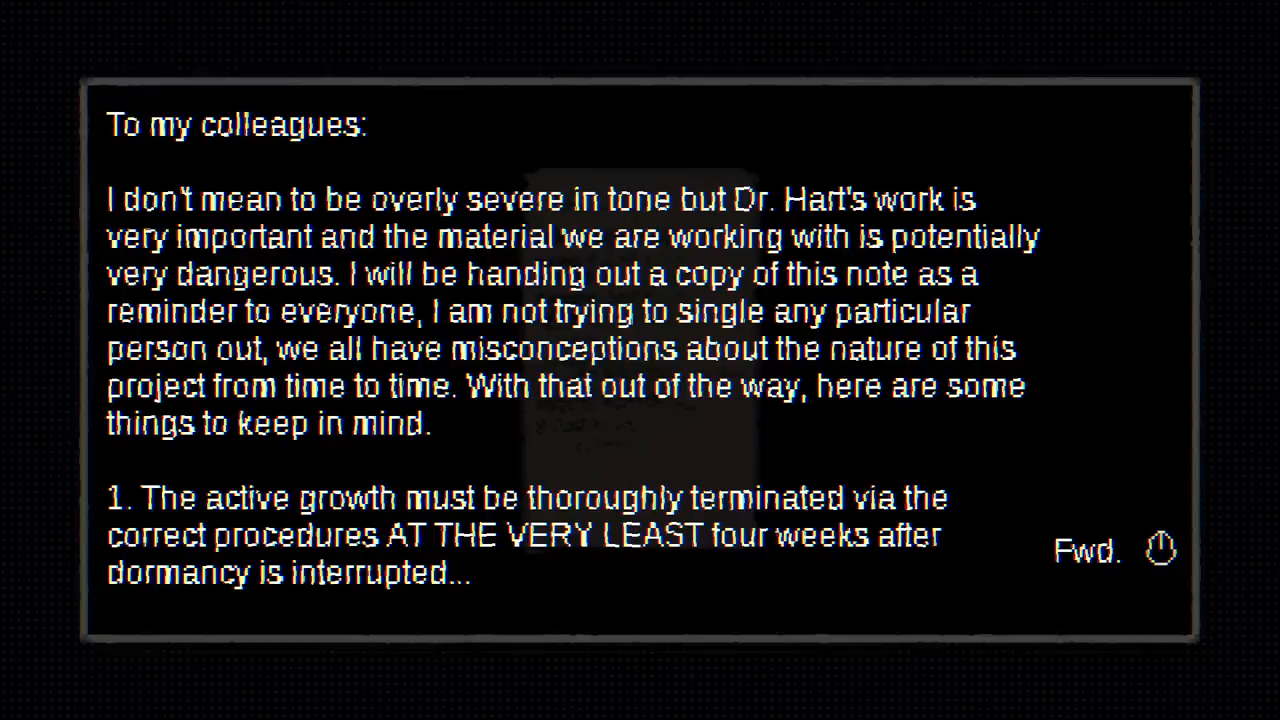 To my colleagues:
I don't mean to be overly severe in tone but Dr. Hart's work is
very important and the material we are working with is potentially
very dangerous. I will be handing out a copy of this note as a
reminder to everyone, I am not trying to single any particular
person out, we all have misconceptions about the nature of this
project from time to time. With that out of the way, here are some
things to keep in mind.
1. The active growth must be thoroughly terminated via the
correct procedures AT THE VERY LEAST four weeks after
dormancy is interrupted...
Fwd.